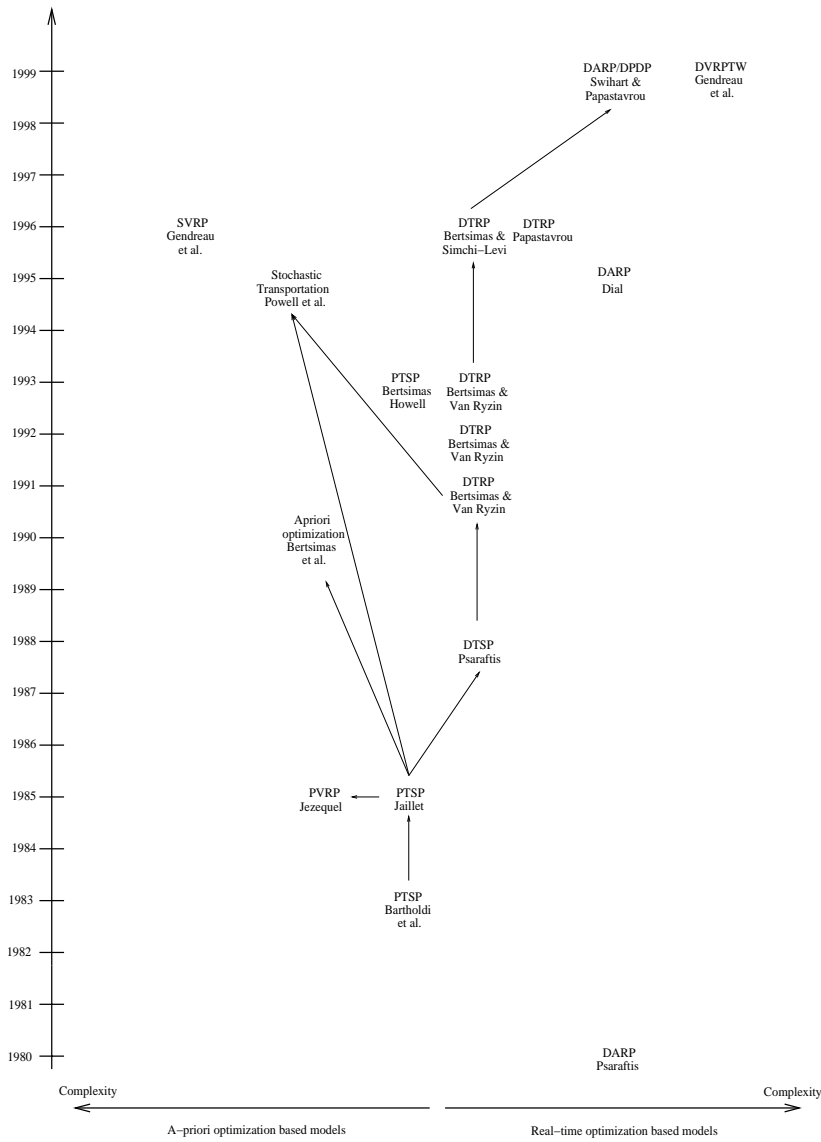 1999
DARP/DPDP
Swihart &
Papastavrou
DVRPTW
Gendreau
et al.
1998
1997
1996
SVRP
Gendreau
et al.
DTRP
Bertsimas &
Simchi−Levi
DTRP
Papastavrou
1995
Stochastic
Transportation
Powell et al.
DARP
Dial
1994
1993
PTSP
Bertsimas
Howell
DTRP
Bertsimas &
Van Ryzin
1992
DTRP
Bertsimas &
Van Ryzin
1991
DTRP
Bertsimas &
Van Ryzin
1990
Apriori
optimization
Bertsimas
et al.
1989
1988
DTSP
Psaraftis
1987
1986
1985
PVRP
Jezequel
PTSP
Jaillet
1984
1983
PTSP
Bartholdi
et al.
1982
1981
1980
DARP
Psaraftis
Complexity
Complexity
A−priori optimization based models
Real−time optimization based models